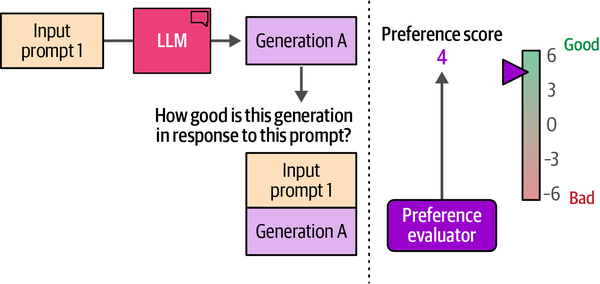 Input
prompt 1
LLM
Generation A
How good is this generation
in response to this prompt?
Input
prompt 1
Generation A
Preference score
4
Preference
evaluator
6
Good
3
0
-3
-6
Bad